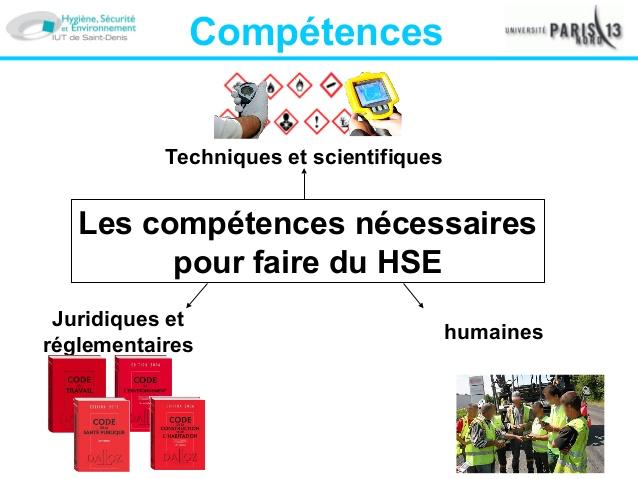 Hygiène, Sécurité
et Environnement
IUT de Saint-Denis
Compétences
UNIVERSITÉ PARIS 13
NORD
Techniques et scientifiques
Les compétences nécessaires
pour faire du HSE
Juridiques et
réglementaires
humaines
CODE
DU
TRAVAIL
CODE
DE
L'ENVIRONNEMENT
CODE
DE LA
SANTÉ PUBLIQUE
DALLOZ
CODE
DE LA
CONSTRUCTION
ET DE
L'HABITATION
DALLOZ